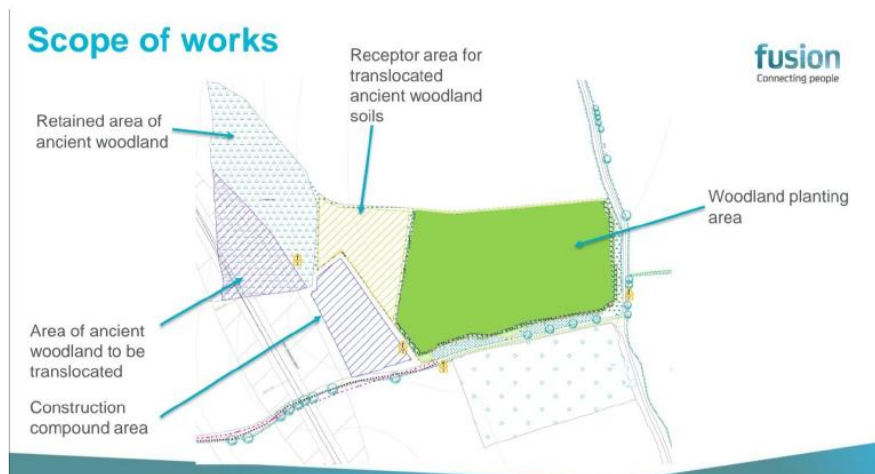 Scope of works
fusion
Connecting people
Receptor area for
translocated
ancient woodland
soils
Retained area of
ancient woodland
Woodland planting
area
Area of ancient
woodland to be
translocated
Construction
compound area